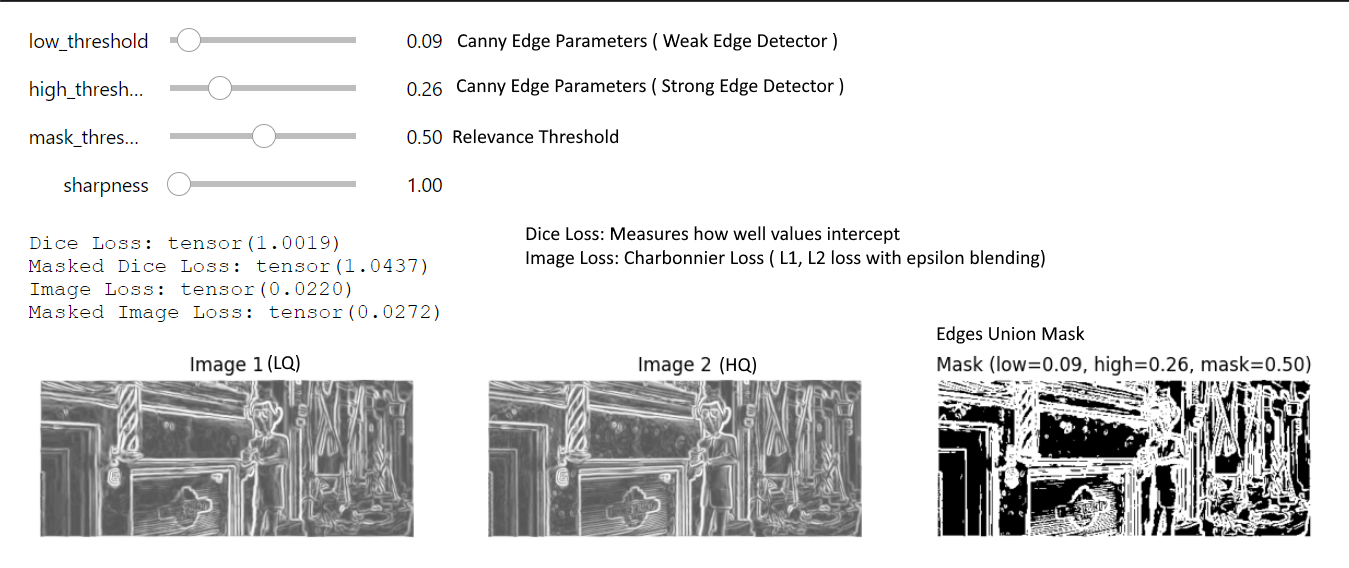 low_threshold 0.09 Canny Edge Parameters ( Weak Edge Detector )
high_thresh... 0.26 Canny Edge Parameters ( Strong Edge Detector )
mask_thres... 0.50 Relevance Threshold
sharpness 1.00
Dice Loss: tensor(1.0019)
Masked Dice Loss: tensor(1.0437)
Image Loss: tensor(0.0220)
Masked Image Loss: tensor(0.0272)
Dice Loss: Measures how well values intercept
Image Loss: Charbonnier Loss ( L1, L2 loss with epsilon blending)
Edges Union Mask
Image 1 (LQ)
Image 2 (HQ)
Mask (low=0.09, high=0.26, mask=0.50)